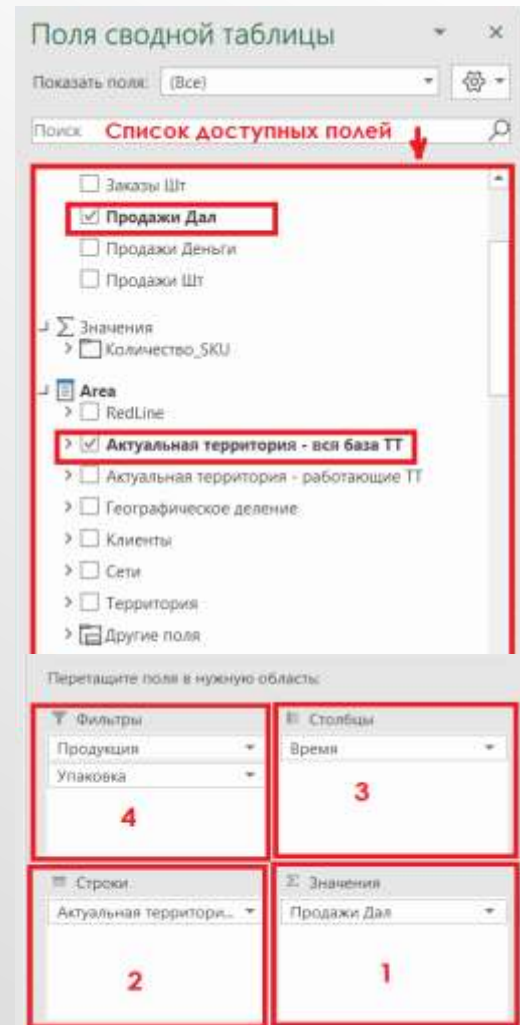 Поля сводной таблицы
Показать поля: (Все)
Поиск Список доступных полей
Заказы Шт
Продажи Дал
Продажи Деньги
Продажи Шт
Σ Значения
Количество_SKU
Area
RedLine
Актуальная территория - вся база ТТ
Актуальная территория - работающие ТТ
Географическое деление
Клиенты
Сети
Территория
Другие поля
Перетащите поля в нужную область:
Фильтры
Продукция
Упаковка
4
Столбцы
Время
3
Строки
Актуальная территори...
2
Σ Значения
Продажи Дал
1